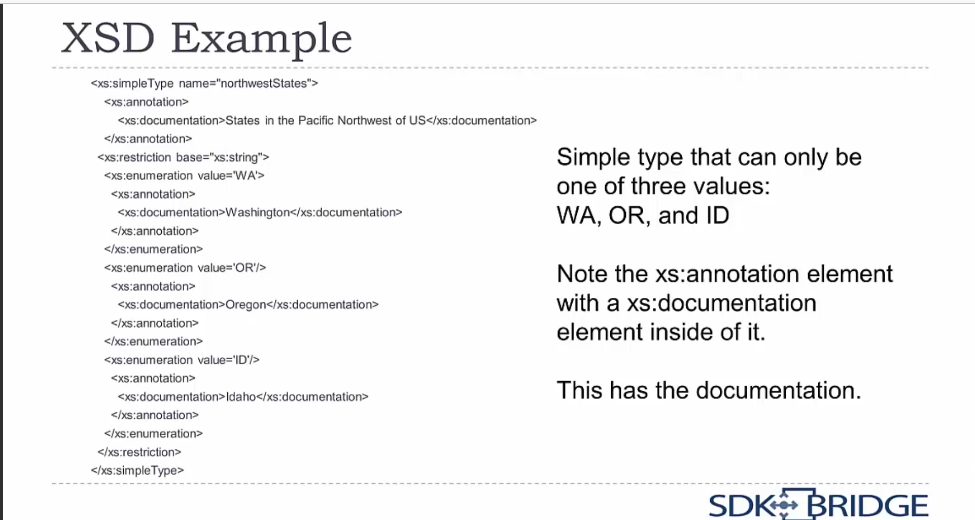 XSD Example
<xs:simpleType name="northwestStates">
<xs:annotation>
<xs:documentation>States in the Pacific Northwest of US</xs:documentation>
</xs:annotation>
<xs:restriction base="xs:string">
<xs:enumeration value='WA'>
<xs:annotation>
<xs:documentation>Washington</xs:documentation>
</xs:annotation>
</xs:enumeration>
<xs:enumeration value='OR'/>
<xs:annotation>
<xs:documentation>Oregon</xs:documentation>
</xs:annotation>
</xs:enumeration>
<xs:enumeration value='ID'/>
<xs:annotation>
<xs:documentation>Idaho</xs:documentation>
</xs:annotation>
</xs:enumeration>
</xs:restriction>
</xs:simpleType>
Simple type that can only be
one of three values:
WA, OR, and ID
Note the xs:annotation element
with a xs:documentation
element inside of it.
This has the documentation.
SDK BRIDGE